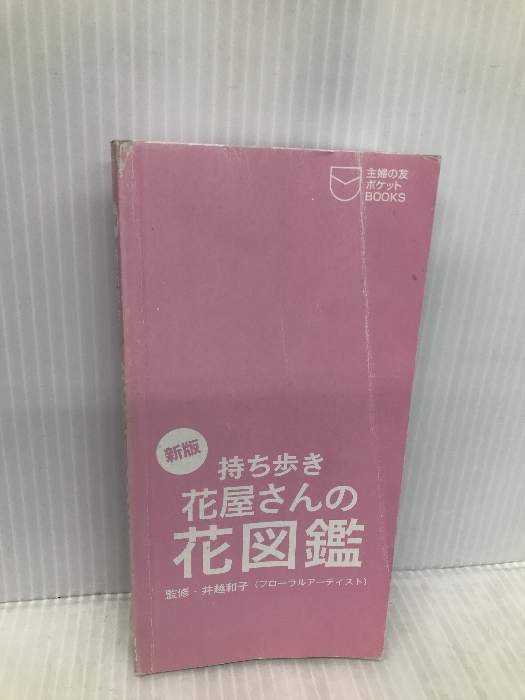 主婦の友
ポケット
BOOKS
新版
持ち歩き
花屋さんの
花図鑑
監修・井越和子(フローラルアーティスト)